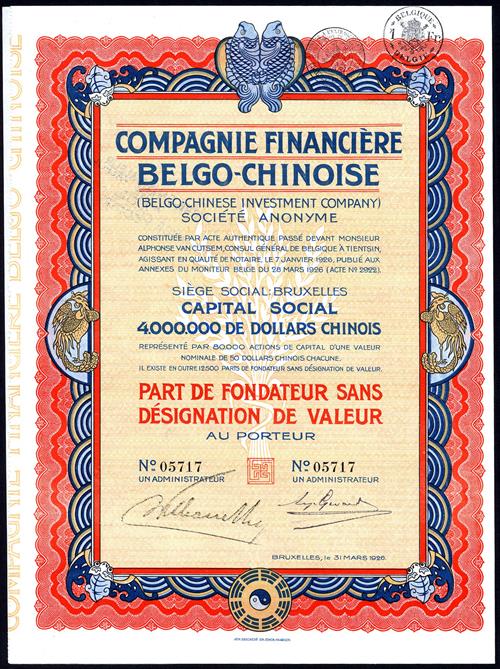 BELGIQUE
1 FR
BELGIË
COMPAGNIE FINANCIÈRE BELGO-CHINOISE
COMPAGNIE FINANCIÈRE
BELGO-CHINOISE
(BELGO-CHINESE INVESTMENT COMPANY)
SOCIÉTÉ ANONYME
CONSTITUÉE PAR ACTE AUTHENTIQUE PASSÉ DEVANT MONSIEUR
ALPHONSE VAN CUTSEM, CONSUL GÉNÉRAL DE BELGIQUE À TIENTSIN,
AGISSANT EN QUALITÉ DE NOTAIRE, LE 7 JANVIER 1926, PUBLIÉ AUX
ANNEXES DU MONITEUR BELGE DU 28 MARS 1926 (ACTE Nº 2922).
SIÈGE SOCIAL: BRUXELLES
CAPITAL SOCIAL
4.000.000 DE DOLLARS CHINOIS
REPRÉSENTÉ PAR 80.000 ACTIONS DE CAPITAL D'UNE VALEUR
NOMINALE DE 50 DOLLARS CHINOIS CHACUNE.
IL EXISTE EN OUTRE 12.500 PARTS DE FONDATEUR SANS DÉSIGNATION DE VALEUR.
PART DE FONDATEUR SANS
DÉSIGNATION DE VALEUR
AU PORTEUR
Nº 05717 Nº 05717
UN ADMINISTRATEUR UN ADMINISTRATEUR
BRUXELLES, le 31 MARS 1926.